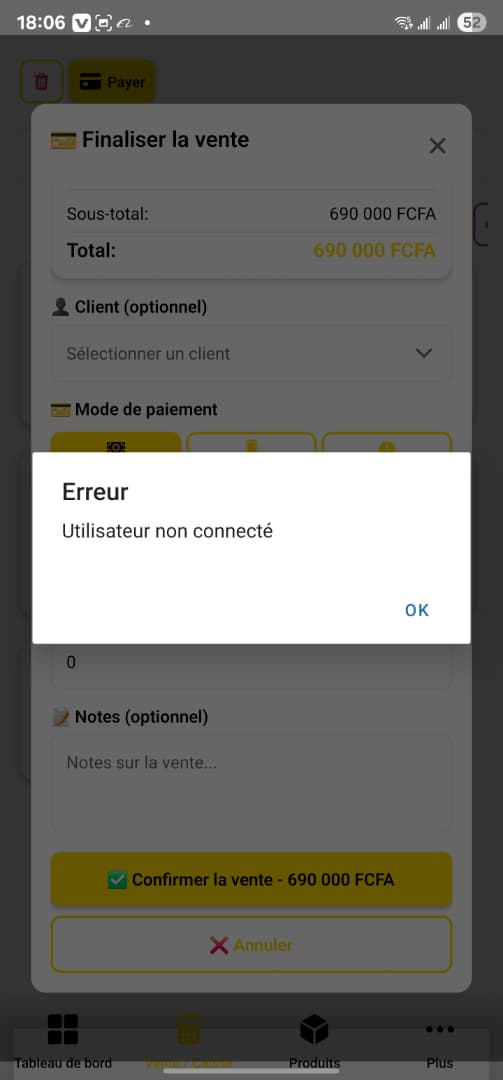 18:06
52
Payer
Finaliser la vente
Sous-total: 690 000 FCFA
Total: 690 000 FCFA
Client (optionnel)
Sélectionner un client
Mode de paiement
Erreur
Utilisateur non connecté
OK
0
Notes (optionnel)
Notes sur la vente...
Confirmer la vente - 690 000 FCFA
Annuler
Tableau de bord Vente / Caisse Produits Plus